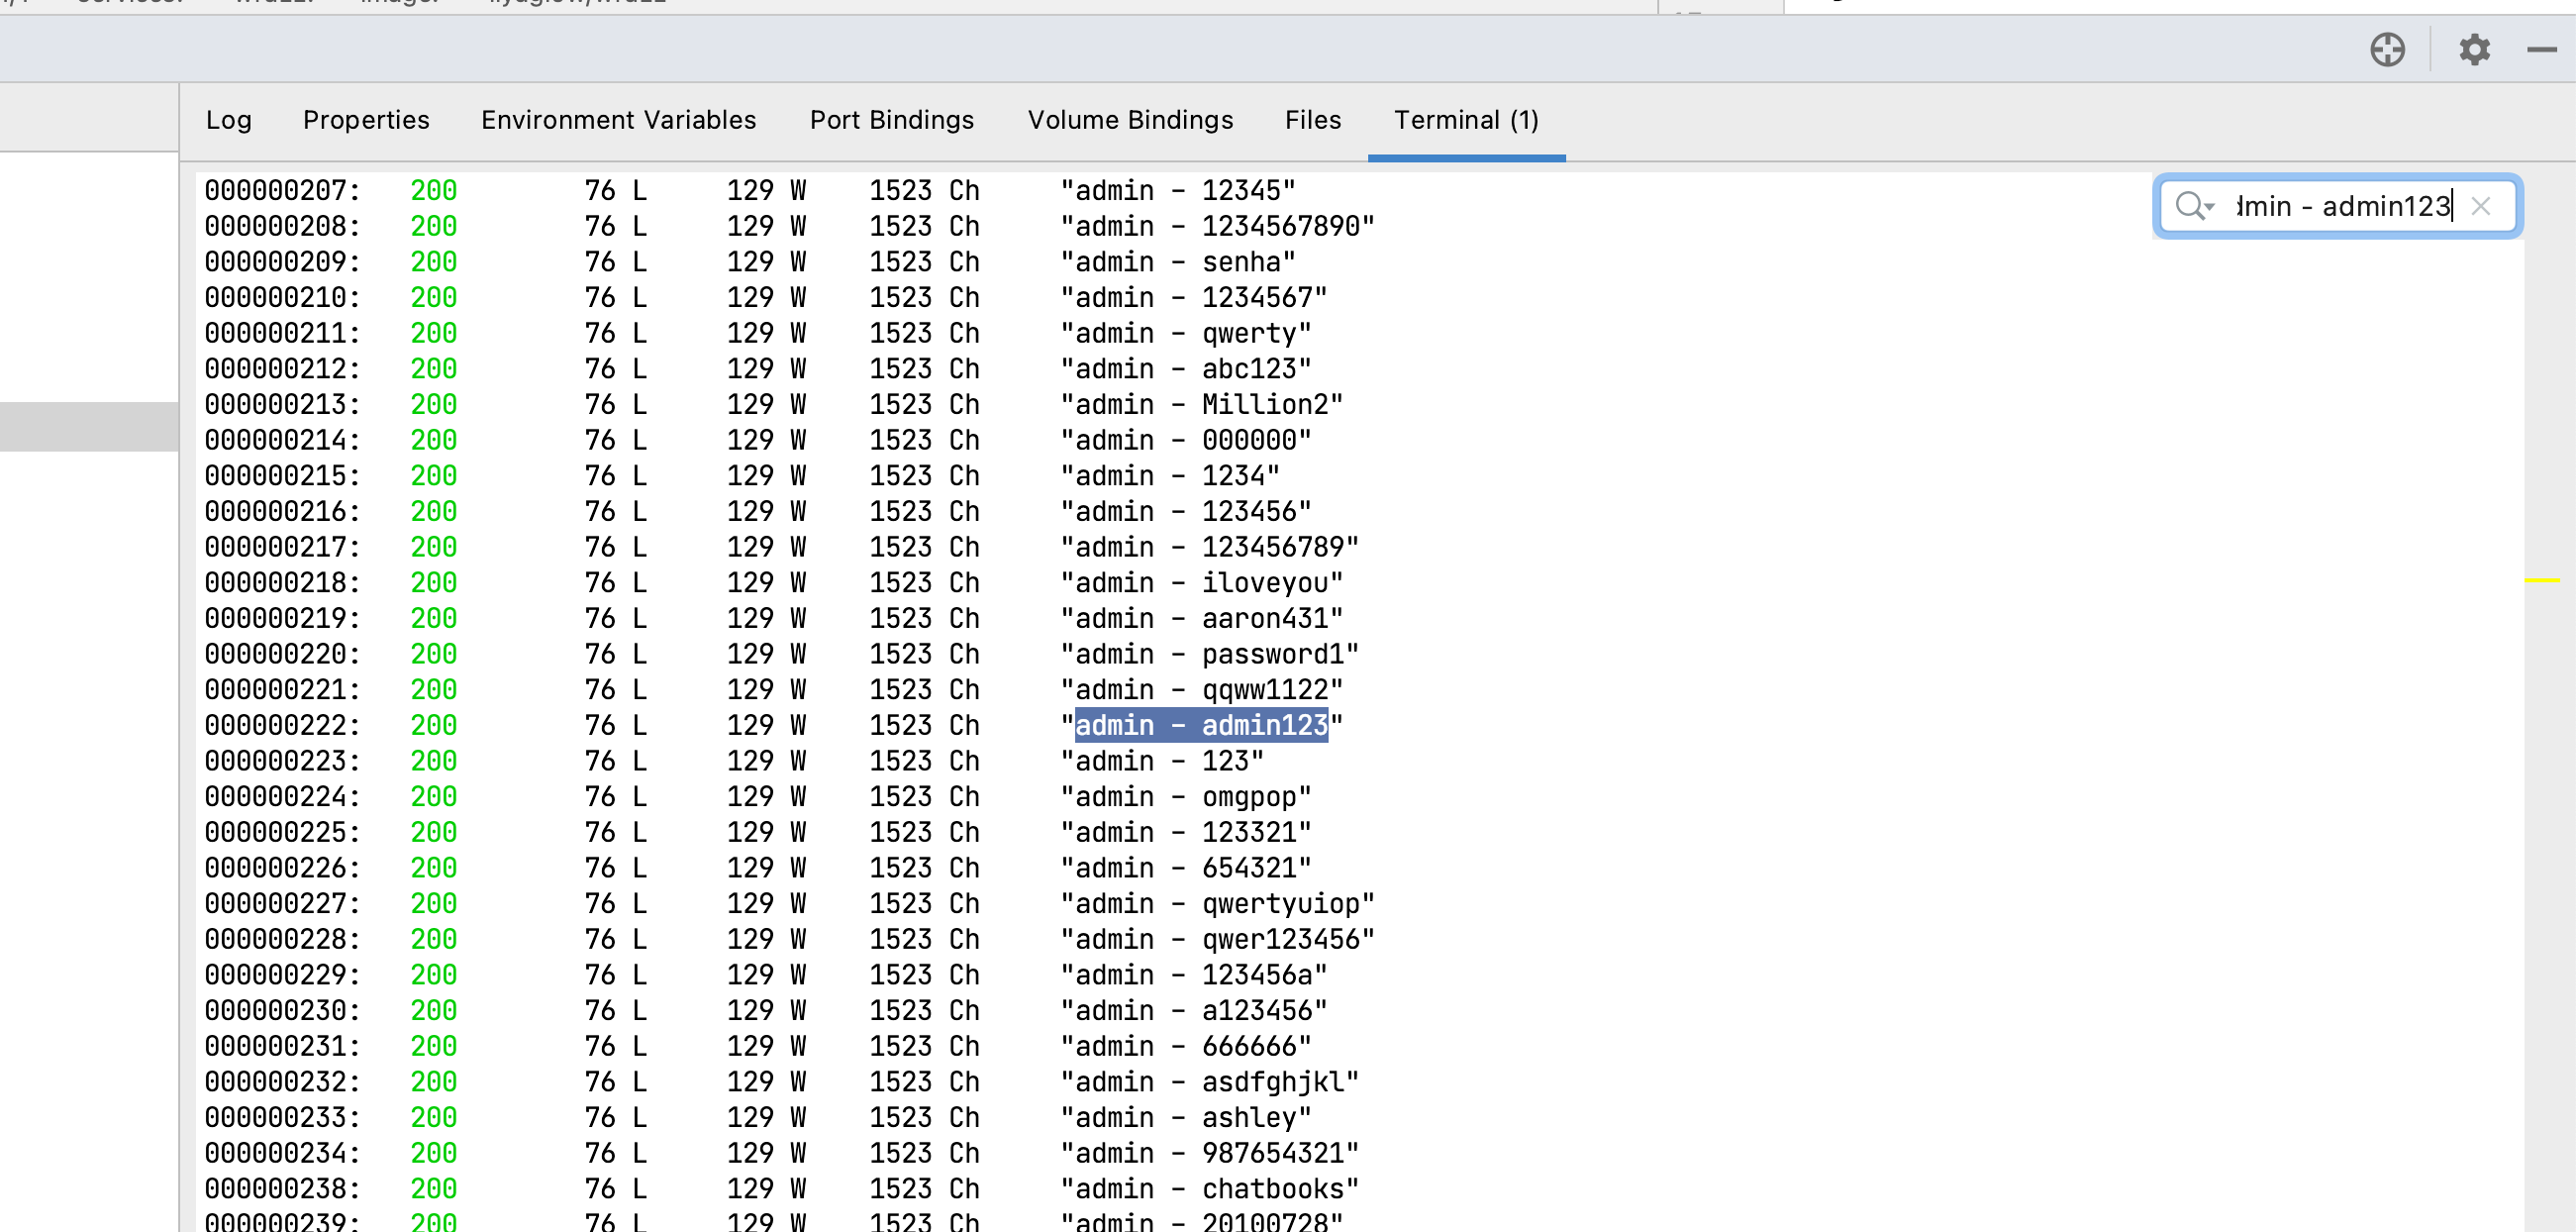 Log Properties Environment Variables Port Bindings Volume Bindings Files Terminal (1)
min - admin123
000000207: 200 76 L 129 W 1523 Ch "admin - 12345"
000000208: 200 76 L 129 W 1523 Ch "admin - 1234567890"
000000209: 200 76 L 129 W 1523 Ch "admin - senha"
000000210: 200 76 L 129 W 1523 Ch "admin - 1234567"
000000211: 200 76 L 129 W 1523 Ch "admin - qwerty"
000000212: 200 76 L 129 W 1523 Ch "admin - abc123"
000000213: 200 76 L 129 W 1523 Ch "admin - Million2"
000000214: 200 76 L 129 W 1523 Ch "admin - 000000"
000000215: 200 76 L 129 W 1523 Ch "admin - 1234"
000000216: 200 76 L 129 W 1523 Ch "admin - 123456"
000000217: 200 76 L 129 W 1523 Ch "admin - 123456789"
000000218: 200 76 L 129 W 1523 Ch "admin - iloveyou"
000000219: 200 76 L 129 W 1523 Ch "admin - aaron431"
000000220: 200 76 L 129 W 1523 Ch "admin - password1"
000000221: 200 76 L 129 W 1523 Ch "admin - qqww1122"
000000222: 200 76 L 129 W 1523 Ch "admin - admin123"
000000223: 200 76 L 129 W 1523 Ch "admin - 123"
000000224: 200 76 L 129 W 1523 Ch "admin - omgpop"
000000225: 200 76 L 129 W 1523 Ch "admin - 123321"
000000226: 200 76 L 129 W 1523 Ch "admin - 654321"
000000227: 200 76 L 129 W 1523 Ch "admin - qwertyuiop"
000000228: 200 76 L 129 W 1523 Ch "admin - qwer123456"
000000229: 200 76 L 129 W 1523 Ch "admin - 123456a"
000000230: 200 76 L 129 W 1523 Ch "admin - a123456"
000000231: 200 76 L 129 W 1523 Ch "admin - 666666"
000000232: 200 76 L 129 W 1523 Ch "admin - asdfghjkl"
000000233: 200 76 L 129 W 1523 Ch "admin - ashley"
000000234: 200 76 L 129 W 1523 Ch "admin - 987654321"
000000238: 200 76 L 129 W 1523 Ch "admin - chatbooks"
000000239: 200 76 L 129 W 1523 Ch "admin - 20100728"